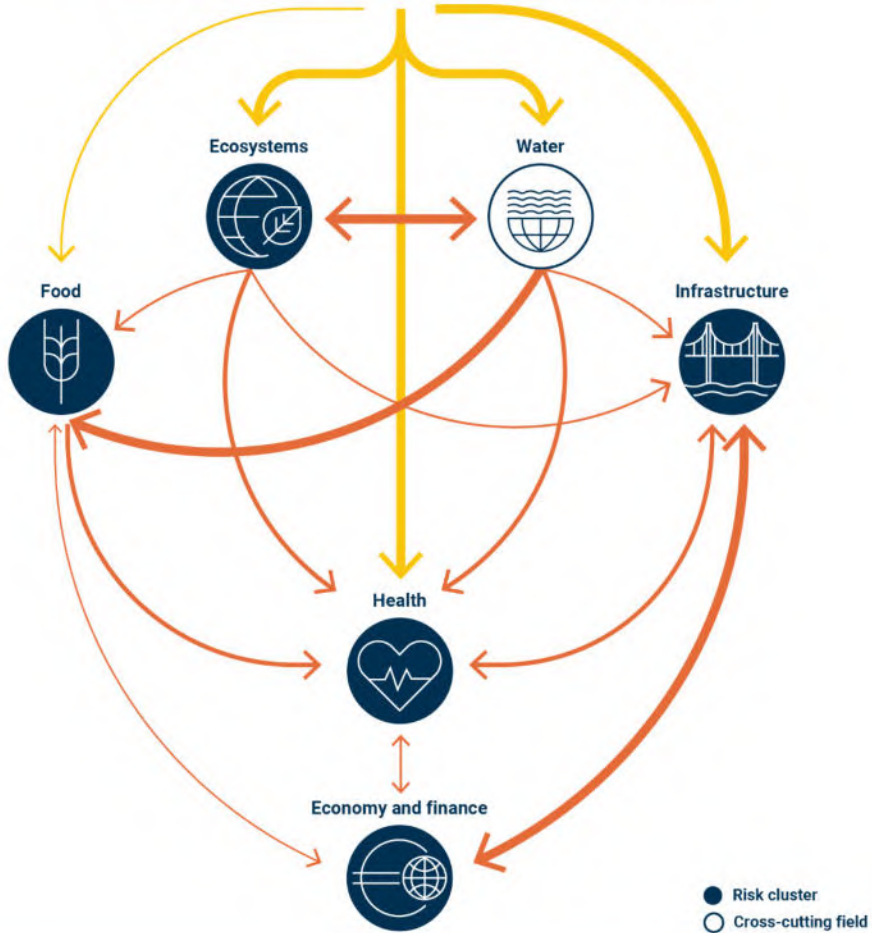 Ecosystems
Water
Food
Infrastructure
Health
Economy and finance
Risk cluster
Cross-cutting field